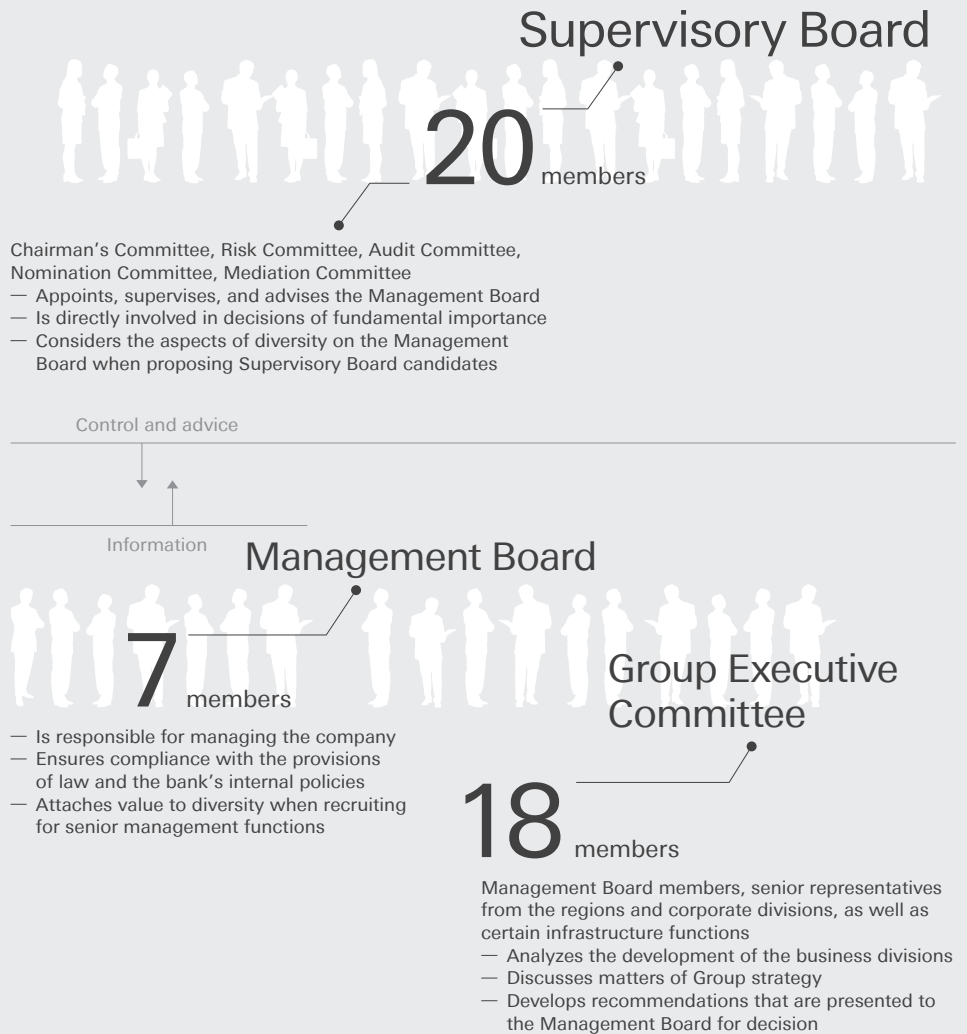 Supervisory Board
20 members
Chairman’s Committee, Risk Committee, Audit Committee,
Nomination Committee, Mediation Committee
— Appoints, supervises, and advises the Management Board
— Is directly involved in decisions of fundamental importance
— Considers the aspects of diversity on the Management
Board when proposing Supervisory Board candidates
Control and advice
Information
Management Board
7 members
— Is responsible for managing the company
— Ensures compliance with the provisions
of law and the bank’s internal policies
— Attaches value to diversity when recruiting
for senior management functions
Group Executive
Committee
18 members
Management Board members, senior representatives
from the regions and corporate divisions, as well as
certain infrastructure functions
— Analyzes the development of the business divisions
— Discusses matters of Group strategy
— Develops recommendations that are presented to
the Management Board for decision